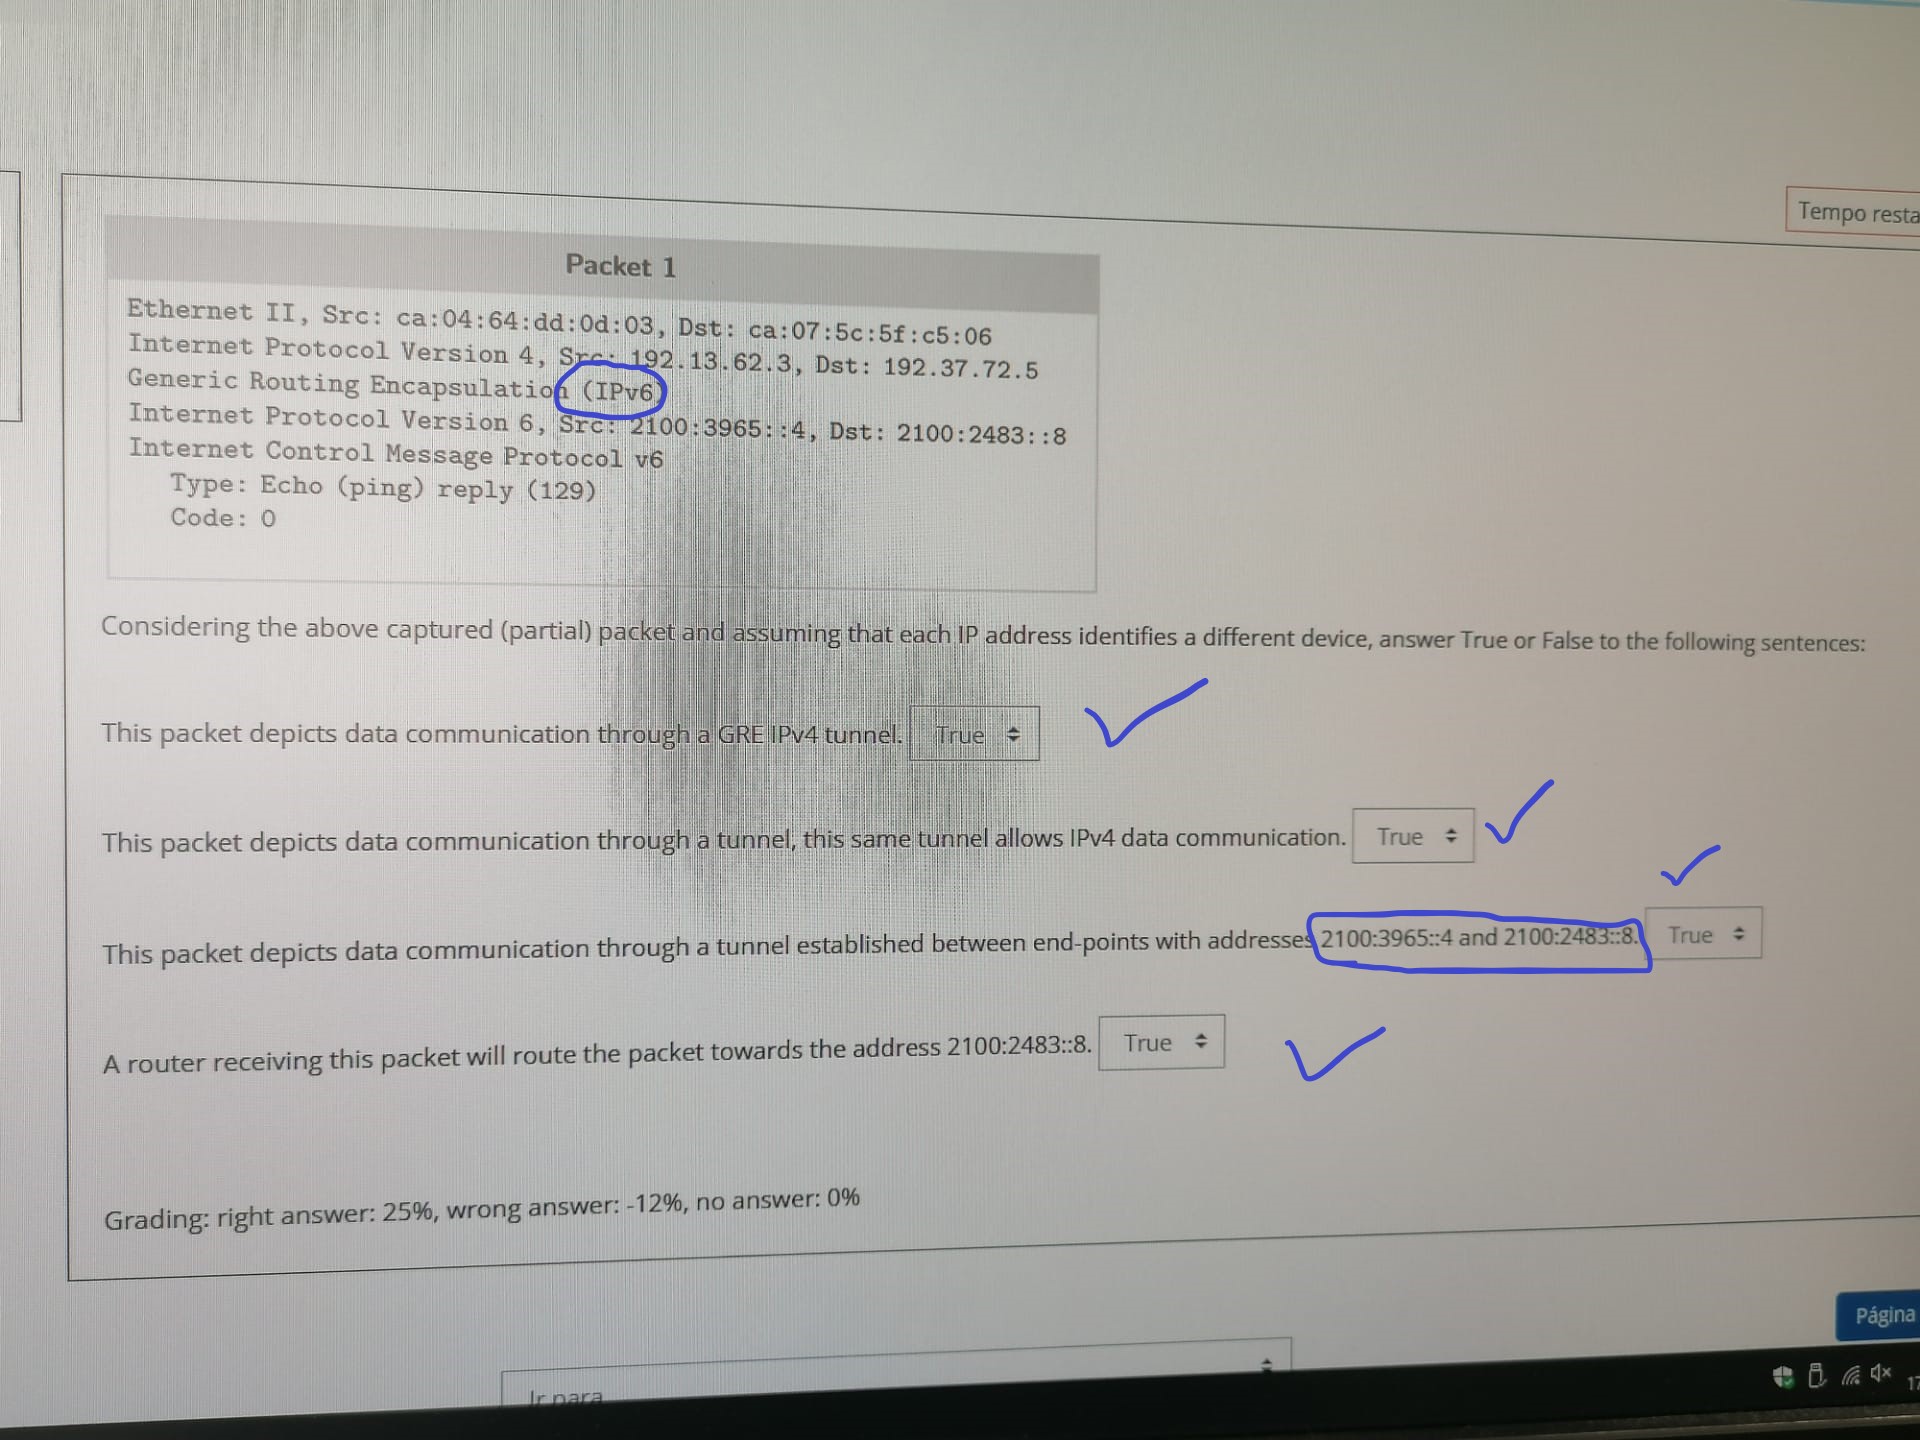 Tempo resta
Packet 1
Ethernet II, Src: ca:04:64:dd:0d:03, Dst: ca:07:5c:5f:c5:06
Internet Protocol Version 4, Src: 192.13.62.3, Dst: 192.37.72.5
Generic Routing Encapsulation (IPv6)
Internet Protocol Version 6, Src: 2100:3965::4, Dst: 2100:2483::8
Internet Control Message Protocol v6
Type: Echo (ping) reply (129)
Code: 0
Considering the above captured (partial) packet and assuming that each IP address identifies a different device, answer True or False to the following sentences:
This packet depicts data communication through a GRE IPv4 tunnel. True
This packet depicts data communication through a tunnel, this same tunnel allows IPv4 data communication. True
This packet depicts data communication through a tunnel established between end-points with addresses 2100:3965::4 and 2100:2483::8. True
A router receiving this packet will route the packet towards the address 2100:2483::8. True
Grading: right answer: 25%, wrong answer: -12%, no answer: 0%
Página
Ir para
17